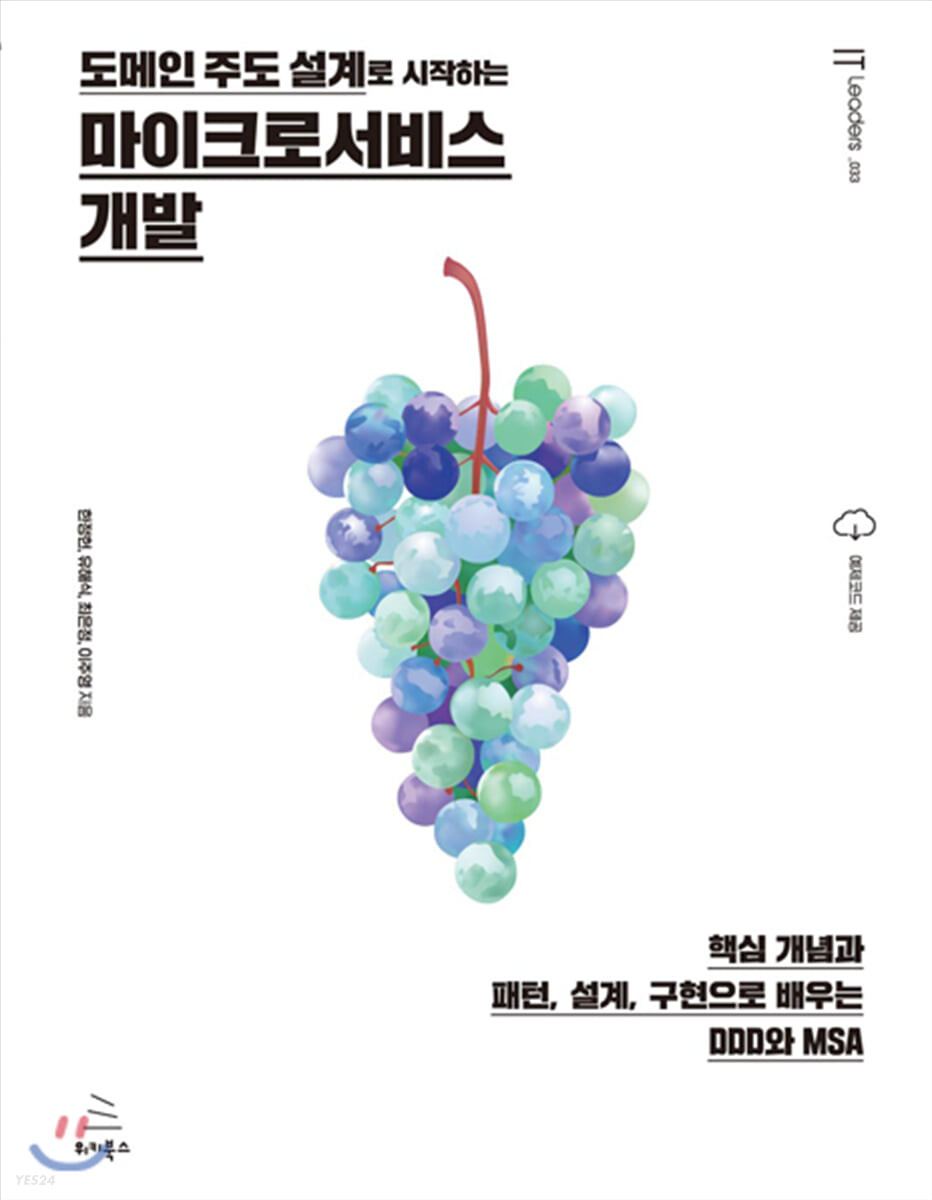 도메인 주도 설계로 시작하는
마이크로서비스
개발
IT Leaders _033
한정헌, 유해식, 최은정, 이주영 지음
예제코드 제공
핵심 개념과
패턴, 설계, 구현으로 배우는
DDD와 MSA
위키북스
YES24